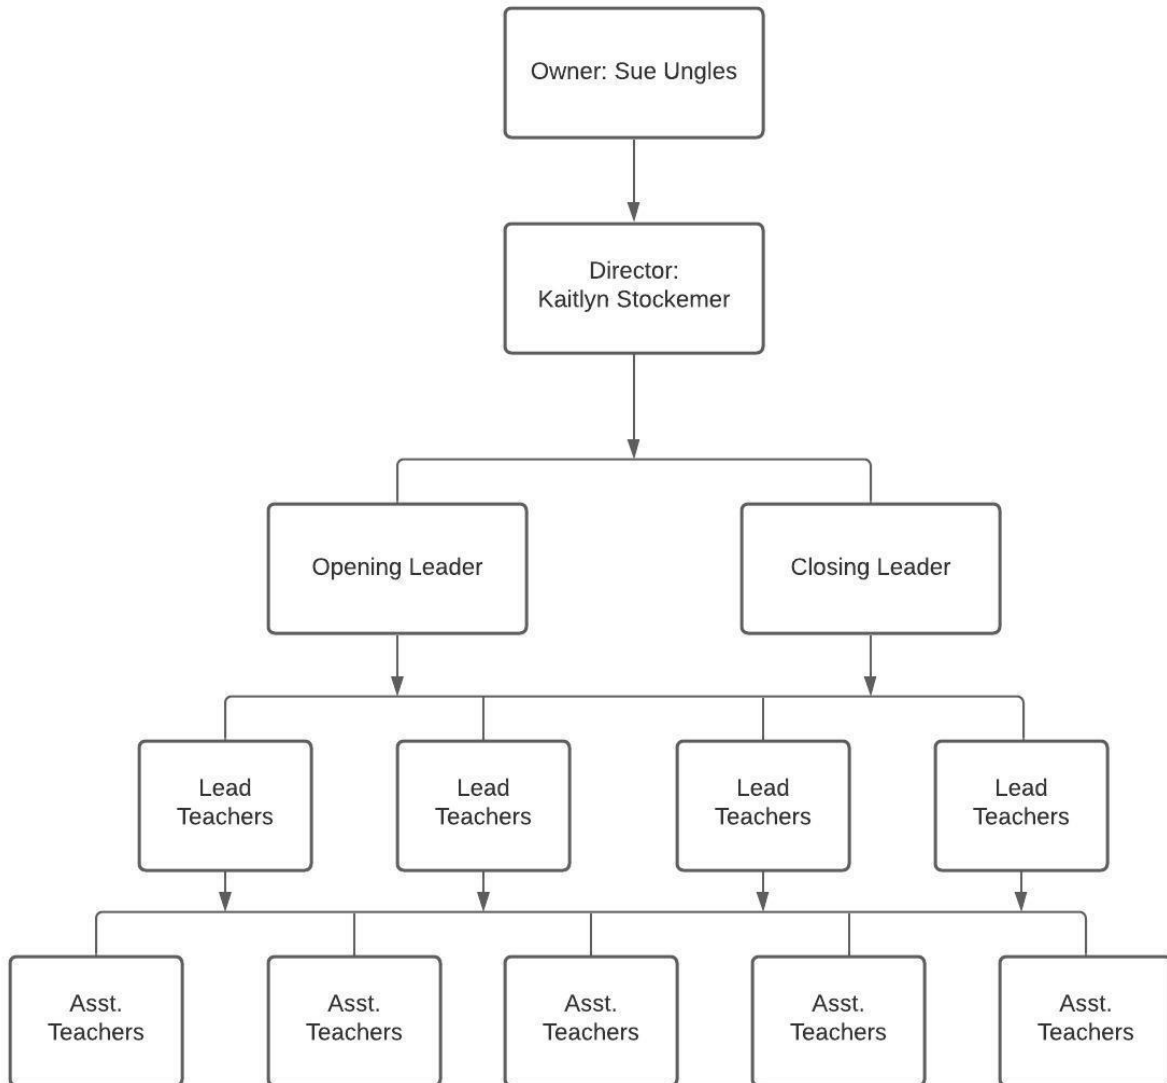 Owner: Sue Ungles
Director:
Kaitlyn Stockemer
Opening Leader
Closing Leader
Lead
Teachers
Lead
Teachers
Lead
Teachers
Lead
Teachers
Asst.
Teachers
Asst.
Teachers
Asst.
Teachers
Asst.
Teachers
Asst.
Teachers